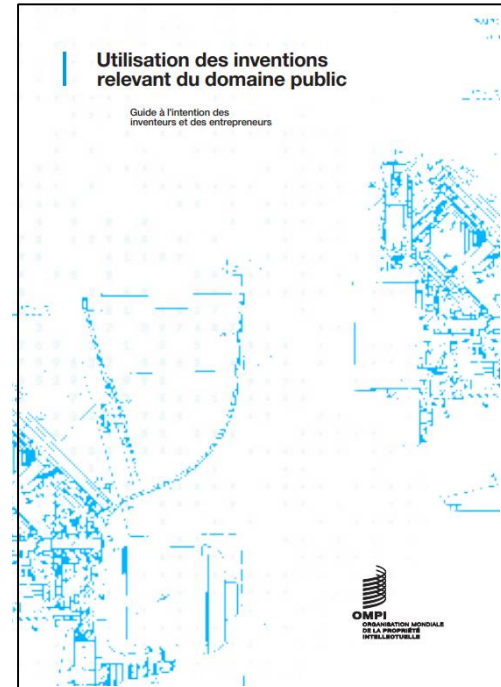 Utilisation des inventions
relevant du domaine public
Guide à l'intention des
inventeurs et des entrepreneurs
OMPI
ORGANISATION MONDIALE
DE LA PROPRIÉTÉ
INTELLECTUELLE